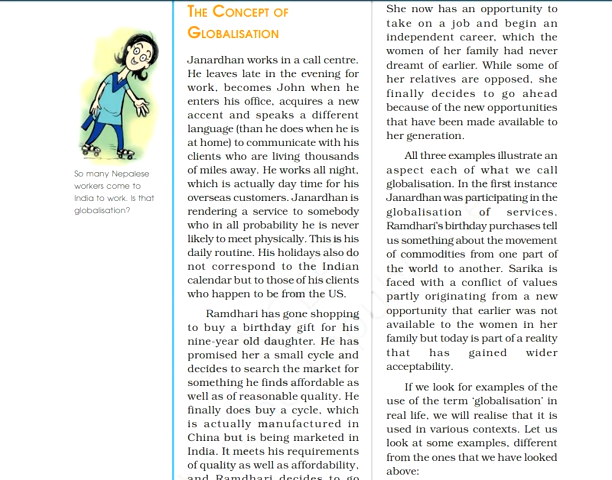 So many Nepalese
workers come to
India to work. Is that
globalisation?
THE CONCEPT OF
GLOBALISATION
Janardhan works in a call centre.
He leaves late in the evening for
work, becomes John when he
enters his office, acquires a new
accent and speaks a different
language (than he does when he is
at home) to communicate with his
clients who are living thousands
of miles away. He works all night,
which is actually day time for his
overseas customers. Janardhan is
rendering a service to somebody
who in all probability he is never
likely to meet physically. This is his
daily routine. His holidays also do
not correspond to the Indian
calendar but to those of his clients
who happen to be from the US.
Ramdhari has gone shopping
to buy a birthday gift for his
nine-year old daughter. He has
promised her a small cycle and
decides to search the market for
something he finds affordable as
well as of reasonable quality. He
finally does buy a cycle, which
is actually manufactured in
China but is being marketed in
India. It meets his requirements
of quality as well as affordability,
and Ramdhari decides to go
She now has an opportunity to
take on a job and begin an
independent career, which the
women of her family had never
dreamt of earlier. While some of
her relatives are opposed, she
finally decides to go ahead
because of the new opportunities
that have been made available to
her generation.
All three examples illustrate an
aspect each of what we call
globalisation. In the first instance
Janardhan was participating in the
globalisation of services.
Ramdhari's birthday purchases tell
us something about the movement
of commodities from one part of
the world to another. Sarika is
faced with a conflict of values
partly originating from a new
opportunity that earlier was not
available to the women in her
family but today is part of a reality
that has gained wider
acceptability.
If we look for examples of the
use of the term ‘globalisation’ in
real life, we will realise that it is
used in various contexts. Let us
look at some examples, different
from the ones that we have looked
above: